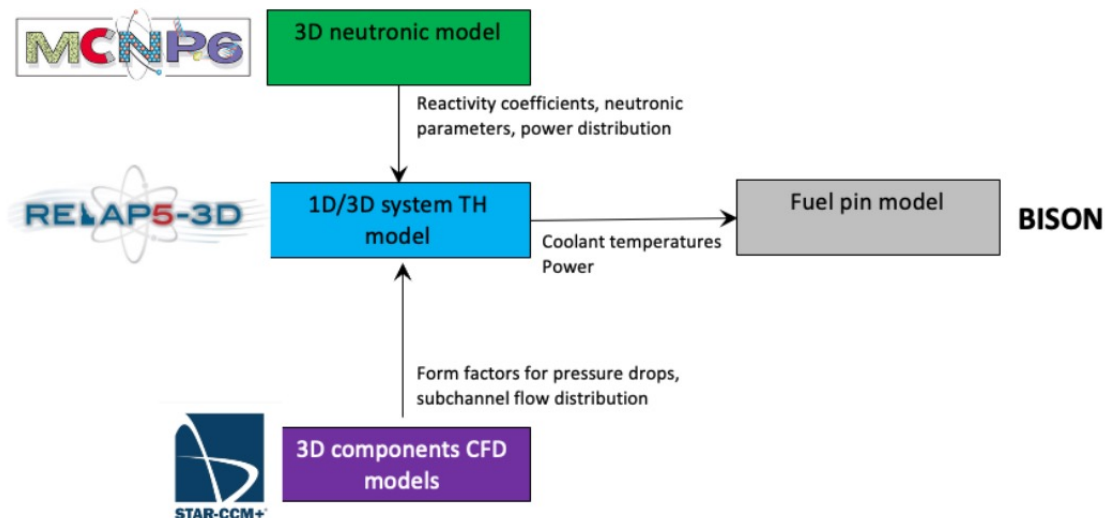 MCNP6
3D neutronic model
Reactivity coefficients, neutronic
parameters, power distribution
RELAP5-3D
1D/3D system TH
model
Coolant temperatures
Power
Fuel pin model
BISON
Form factors for pressure drops,
subchannel flow distribution
3D components CFD
models
STAR-CCM+